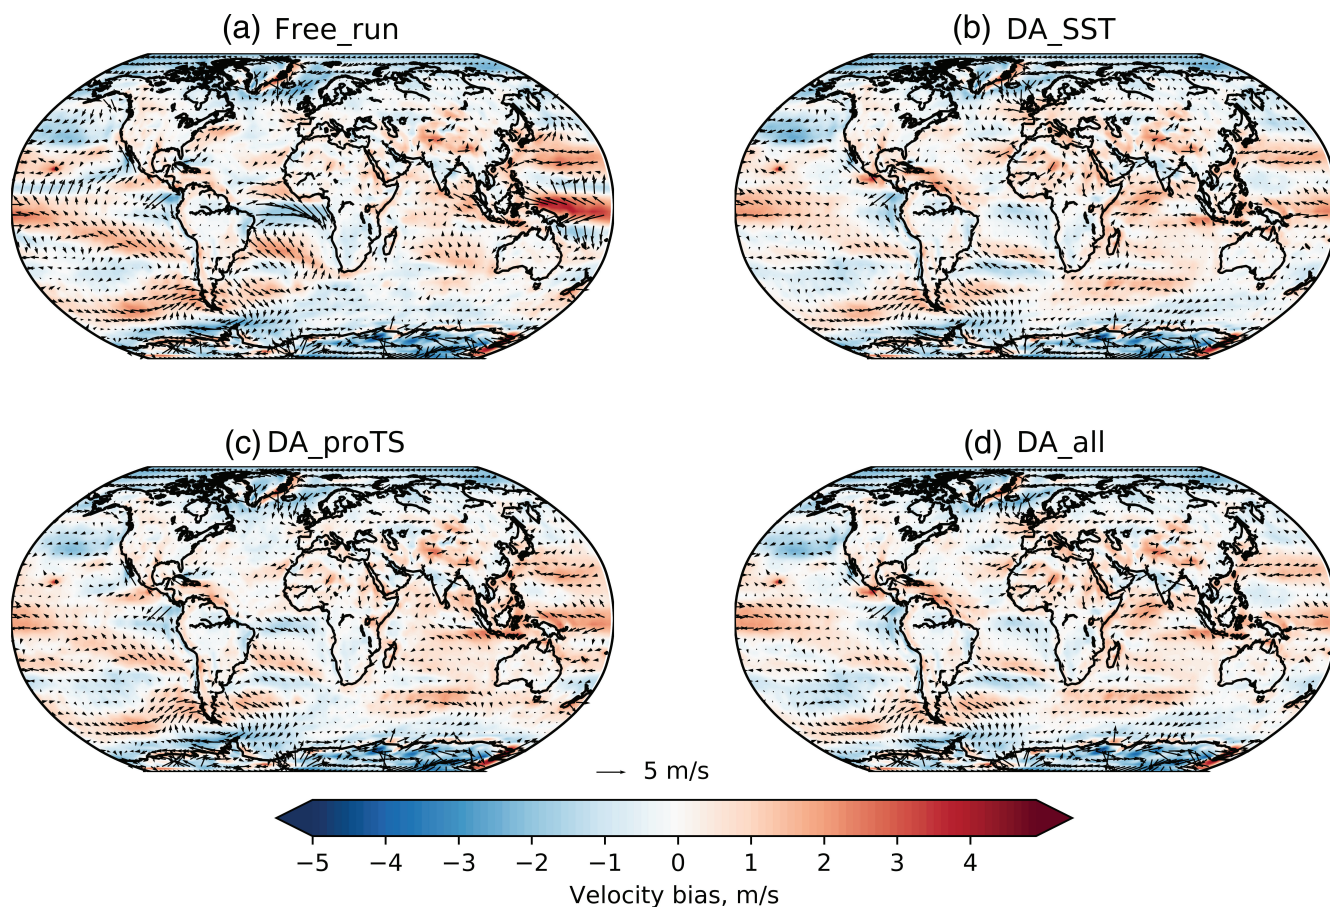 (a) Free_run
(b) DA_SST
(c) DA_proTS
(d) DA_all
5 m/s
−5 −4 −3 −2 −1 0 1 2 3 4
Velocity bias, m/s